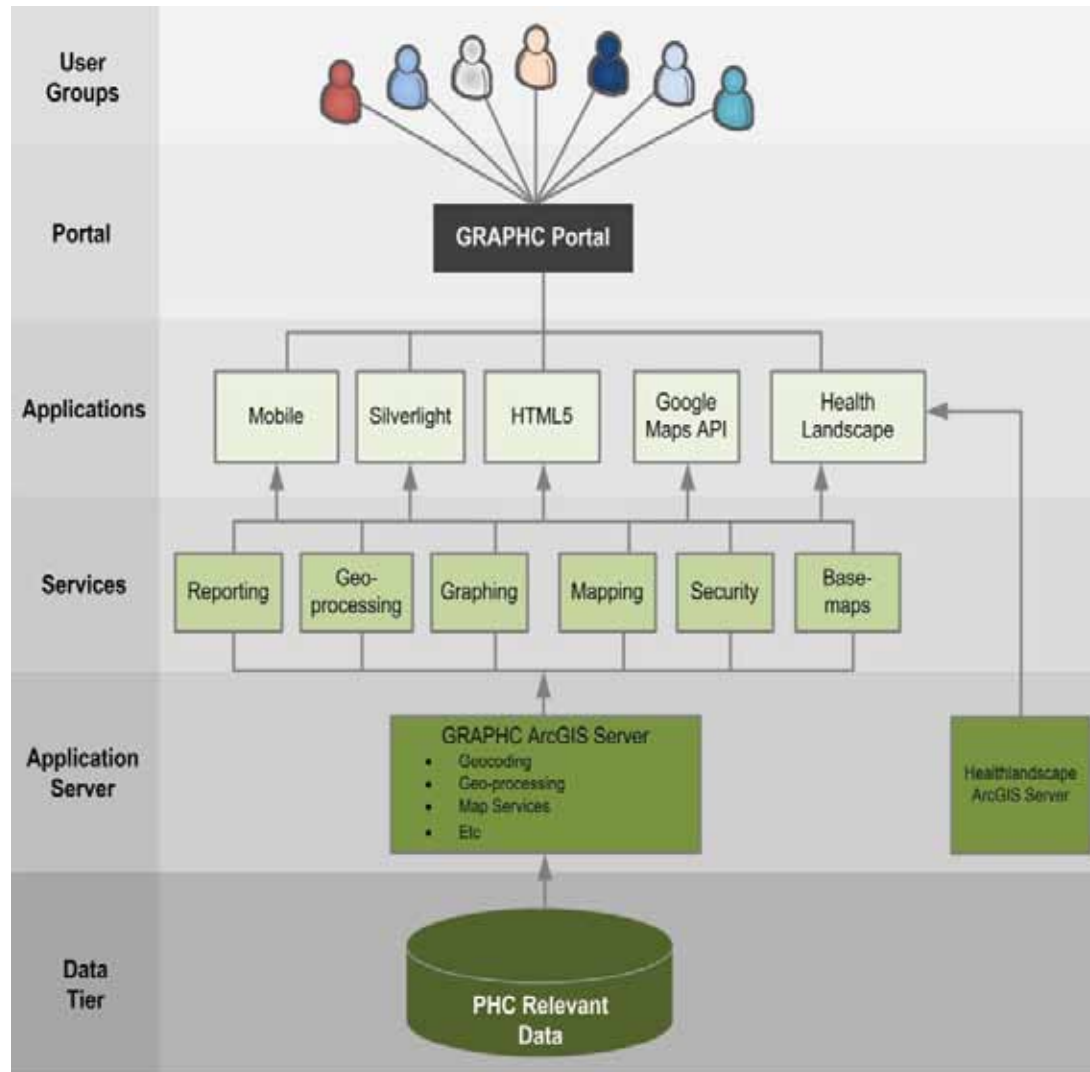 User
Groups
Portal
GRAPHC Portal
Applications
Mobile
Silverlight
HTML5
Google
Maps API
Health
Landscape
Services
Reporting
Geo-
processing
Graphing
Mapping
Security
Base-
maps
Application
Server
GRAPHC ArcGIS Server
• Geocoding
• Geo-processing
• Map Services
• Etc
Healthlandscape
ArcGIS Server
Data
Tier
PHC Relevant
Data